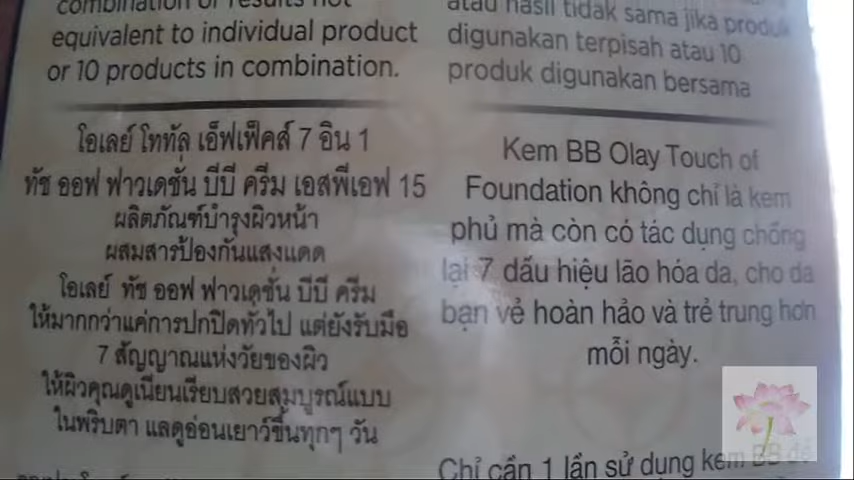 combination or results not
equivalent to individual product
or 10 products in combination.
atau hasil tidak sama jika produk
digunakan terpisah atau 10
produk digunakan bersama
โอเลย์ โททัล เอ็ฟเฟ็คส์ 7 อิน 1
ทัช ออฟ ฟาวเดชั่น บีบี ครีม เอสพีเอฟ 15
ผลิตภัณฑ์บำรุงผิวหน้า
ผสมสารป้องกันแสงแดด
โอเลย์ ทัช ออฟ ฟาวเดชั่น บีบี ครีม
ให้มากกว่าแค่การปกปิดทั่วไป แต่ยังรับมือ
7 สัญญาณแห่งวัยของผิว
ให้ผิวคุณดูเนียนเรียบสวยสมบูรณ์แบบ
ในพริบตา แลดูอ่อนเยาว์ขึ้นทุกๆ วัน
Kem BB Olay Touch of
Foundation không chỉ là kem
phủ mà còn có tác dụng chống
lại 7 dấu hiệu lão hóa da, cho da
bạn vẻ hoàn hảo và trẻ trung hơn
mỗi ngày.
Chỉ cần 1 lần sử dụng kem BB để